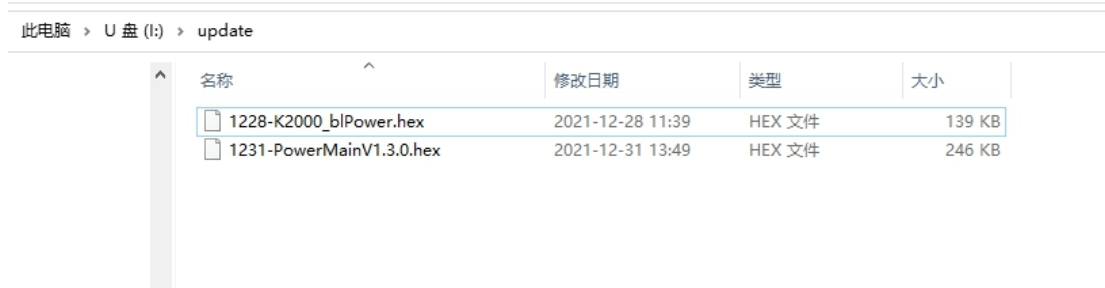 此电脑 > U 盘 (I:) > update
名称 修改日期 类型 大小
1228-K2000_blPower.hex 2021-12-28 11:39 HEX 文件 139 KB
1231-PowerMainV1.3.0.hex 2021-12-31 13:49 HEX 文件 246 KB